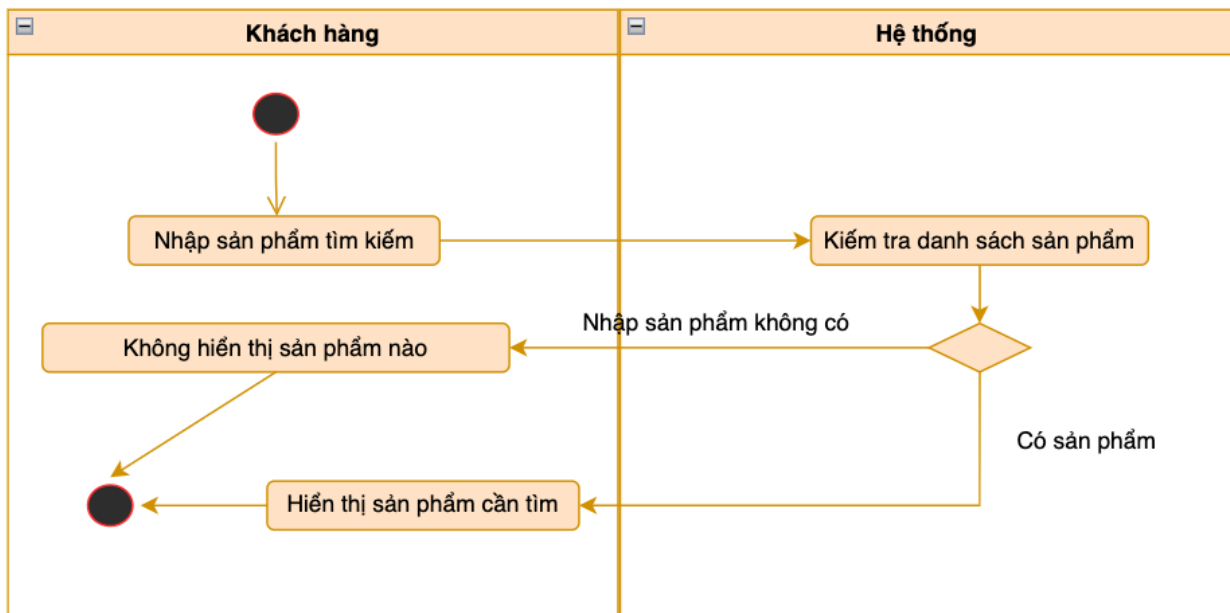 Khách hàng
Hệ thống
Nhập sản phẩm tìm kiếm
Kiếm tra danh sách sản phẩm
Nhập sản phẩm không có
Không hiển thị sản phẩm nào
Có sản phẩm
Hiển thị sản phẩm cần tìm